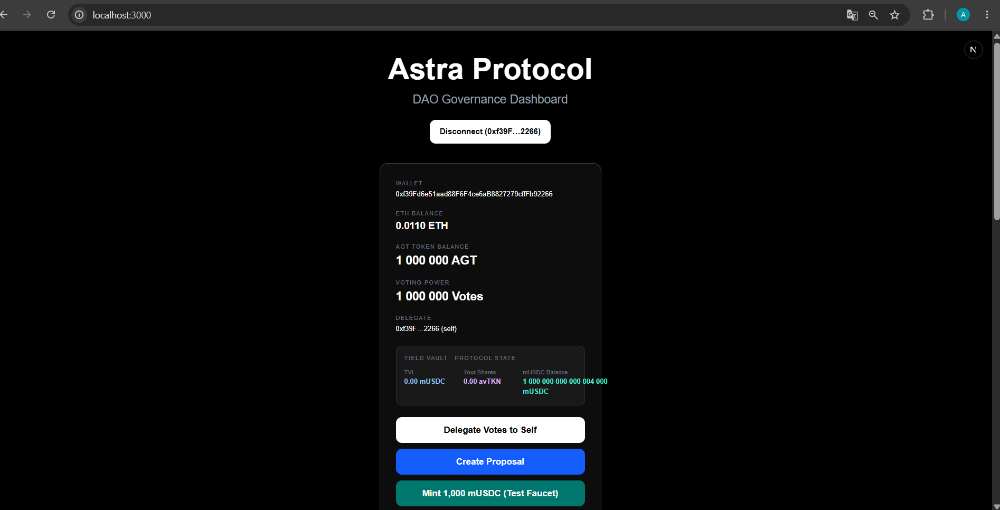 localhost:3000
A
N
Astra Protocol
DAO Governance Dashboard
Disconnect (0xf39F...2266)
WALLET
0xf39Fd6e51aad88F6F4ce6aB8827279cffFb92266
ETH BALANCE
0.0110 ETH
AGT TOKEN BALANCE
1 000 000 AGT
VOTING POWER
1 000 000 Votes
DELEGATE
0xf39F...2266 (self)
YIELD VAULT · PROTOCOL STATE
TVL
0.00 mUSDC
Your Shares
0.00 avTKN
mUSDC Balance
1 000 000 000 000 004 000
mUSDC
Delegate Votes to Self
Create Proposal
Mint 1,000 mUSDC (Test Faucet)